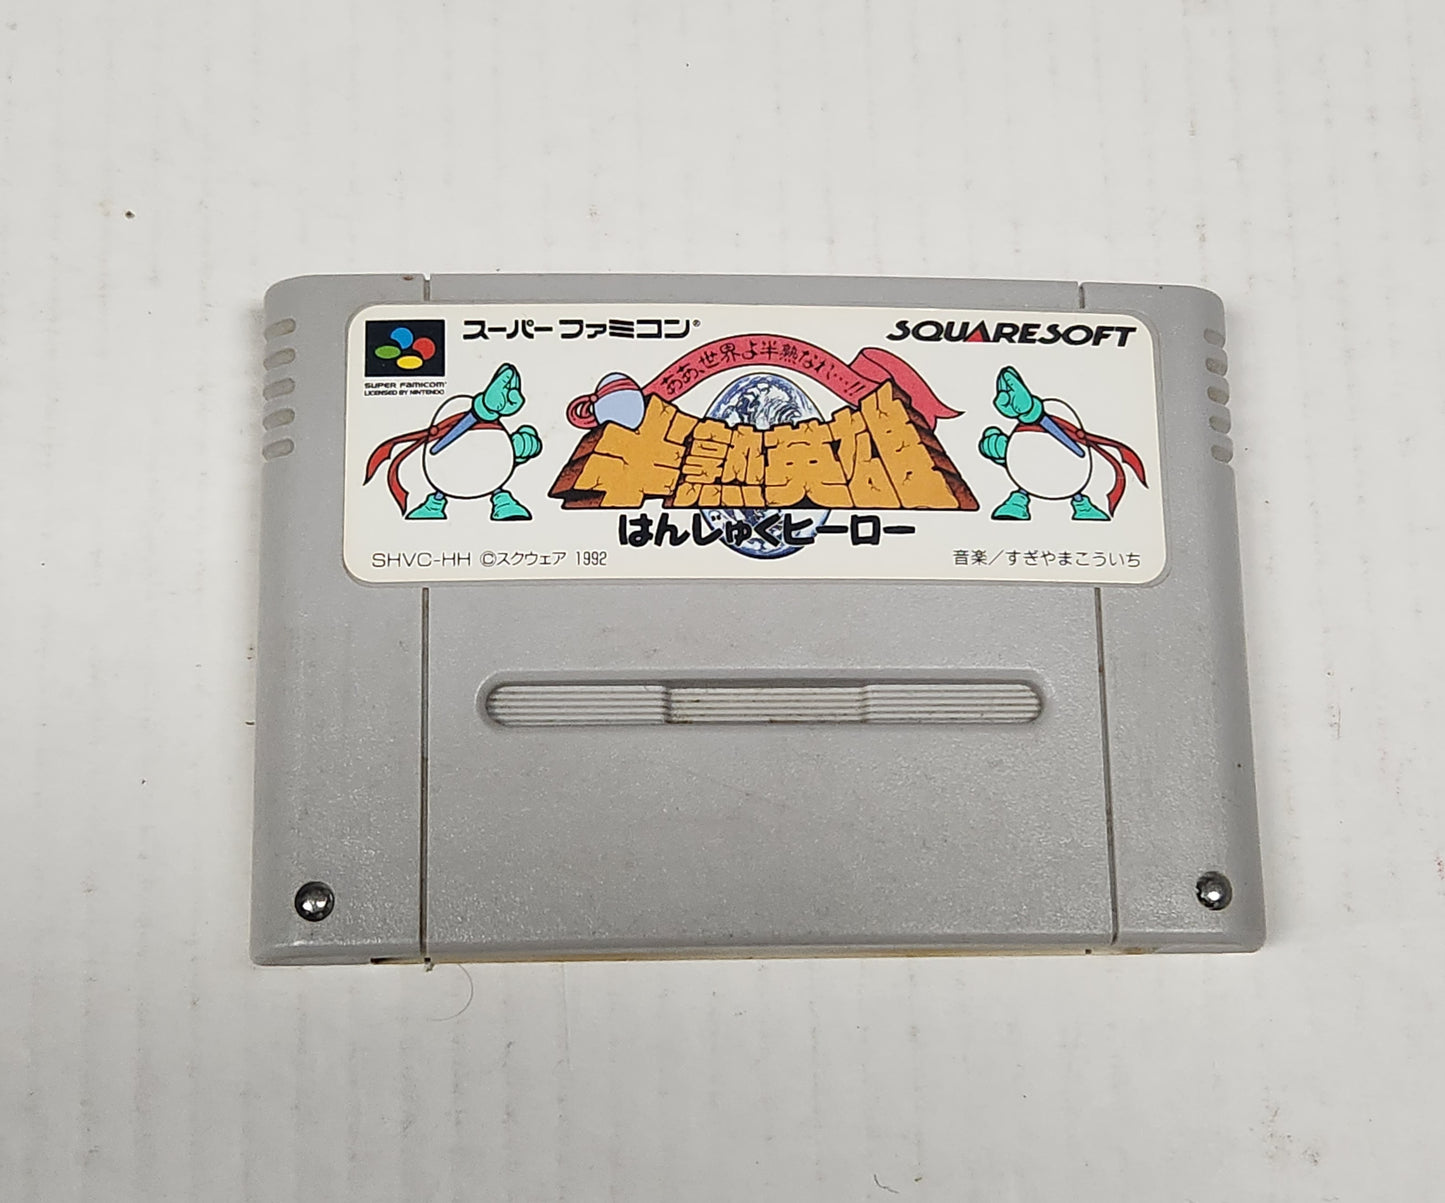 スーパーファミコン®
SQUARESOFT
SUPER FAMICOM
LICENSED BY NINTENDO
ああ、世界よ半熟なれ…!!
半熟英雄
はんじゅくヒーロー
SHVC-HH ©スクウェア 1992
音楽/すぎやまこういち